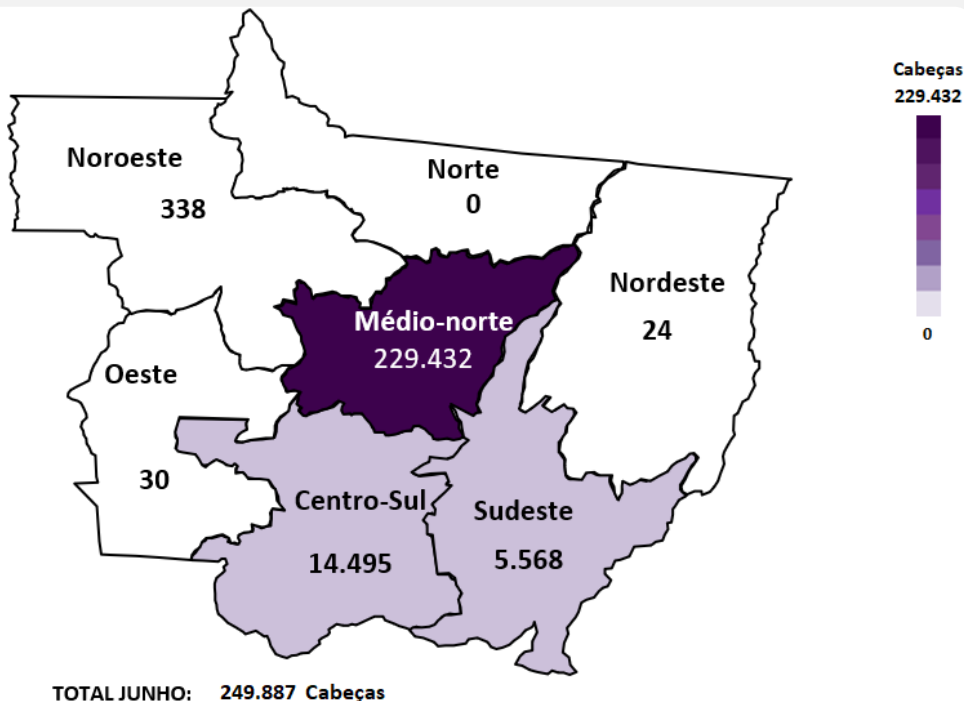 Cabeças
229.432
Noroeste
338
Norte
0
Nordeste
24
Médio-norte
229.432
0
Oeste
30
Centro-Sul
14.495
Sudeste
5.568
TOTAL JUNHO: 249.887 Cabeças